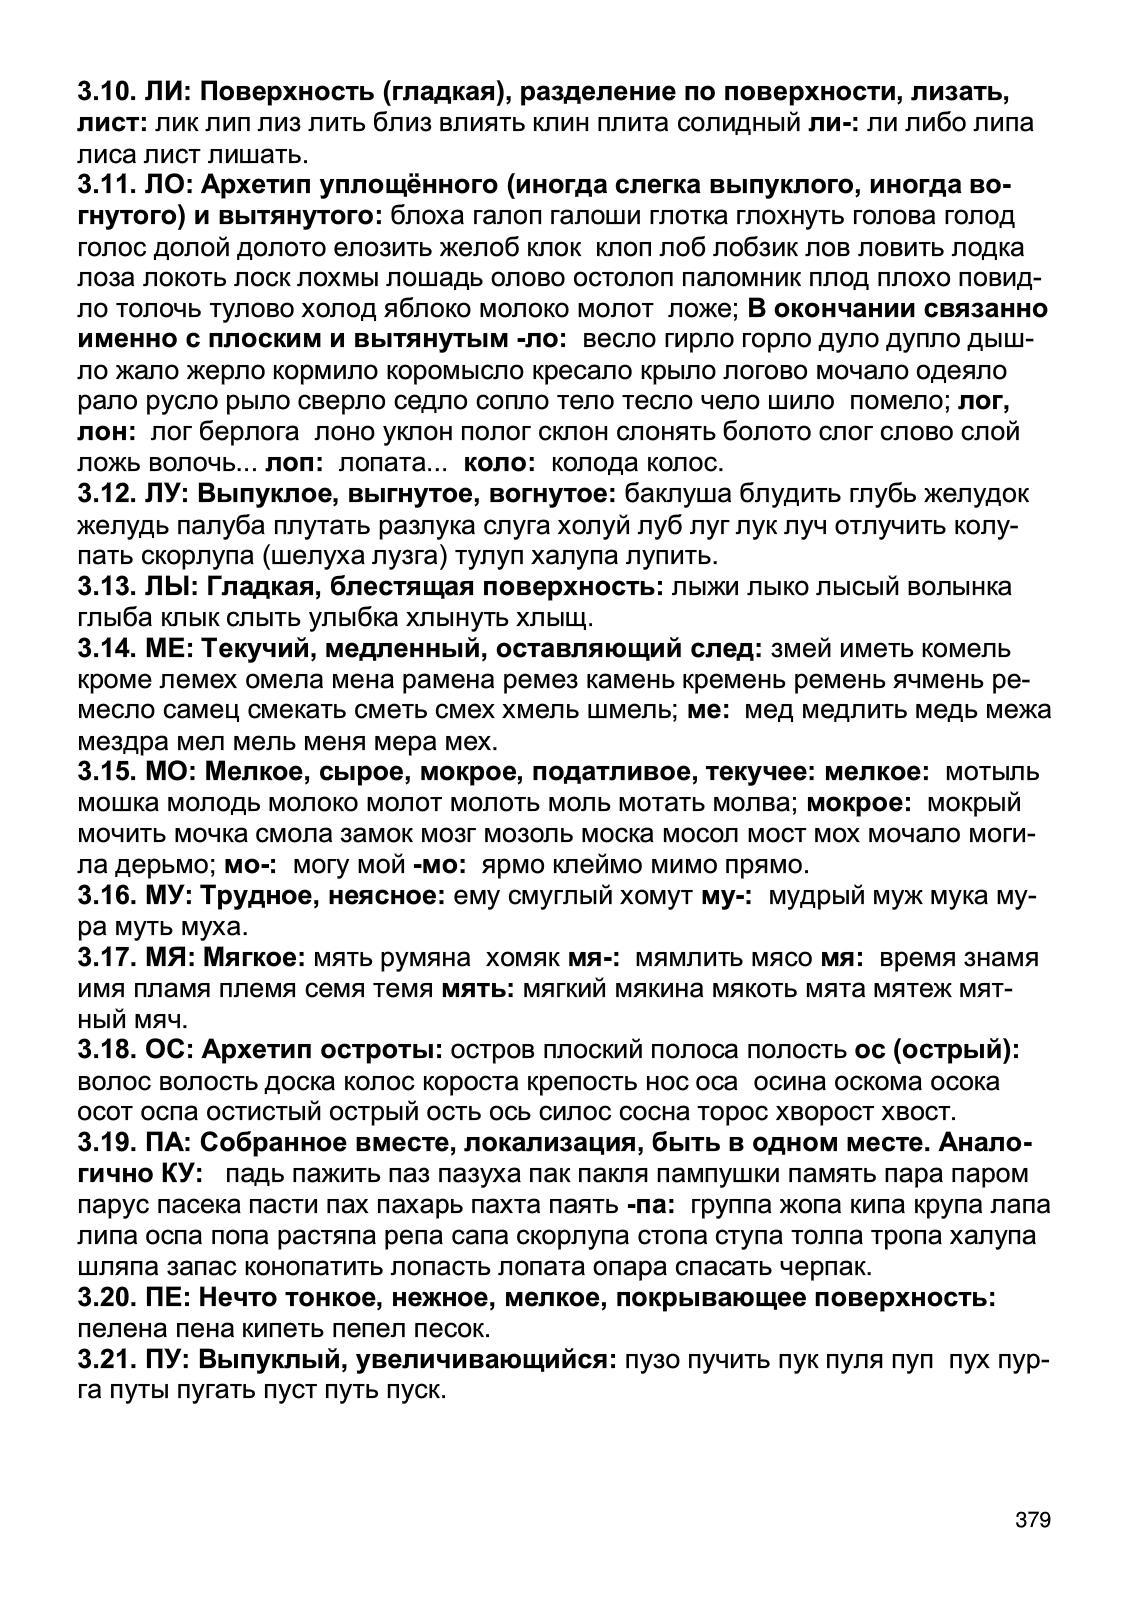 3.10. ЛИ: Поверхность (гладкая), разделение по поверхности, лизать,
лист: лик лип лиз лить близ влиять клин плита солидный ли-: ли либо липа
лиса лист лишать.
3.11. ЛО: Архетип уплощённого (иногда слегка выпуклого, иногда во-
гнутого) и вытянутого: блоха галоп галоши глотка глохнуть голова голод
голос долой долото елозить желоб клок клоп лоб лобзик лов ловить лодка
лоза локоть лоск лохмы лошадь олово остолоп паломник плод плохо повид-
ло толочь тулово холод яблоко молоко молот ложе; В окончании связанно
именно с плоским и вытянутым -ло: весло гирло горло дуло дупло дыш-
ло жало жерло кормило коромысло кресало крыло логово мочало одеяло
рало русло рыло сверло седло сопло тело тесло чело шило помело; лог,
лон: лог берлога лоно уклон полог склон слонять болото слог слово слой
ложь волочь... лоп: лопата... коло: колода колос.
3.12. ЛУ: Выпуклое, выгнутое, вогнутое: баклуша блудить глубь желудок
желудь палуба плутать разлука слуга холуй луб луг лук луч отлучить колу-
пать скорлупа (шелуха лузга) тулуп халупа лупить.
3.13. ЛЫ: Гладкая, блестящая поверхность: лыжи лыко лысый волынка
глыба клык слыть улыбка хлынуть хлыщ.
3.14. МЕ: Текучий, медленный, оставляющий след: змей иметь комель
кроме лемех омела мена рамена ремез камень кремень ремень ячмень ре-
месло самец смекать сметь смех хмель шмель; ме: мед медлить медь межа
мездра мел мель меня мера мех.
3.15. МО: Мелкое, сырое, мокрое, податливое, текучее: мелкое: мотыль
мошка молодь молоко молот молоть моль мотать молва; мокрое: мокрый
мочить мочка смола замок мозг мозоль моска мосол мост мох мочало моги-
ла дерьмо; мо-: могу мой -мо: ярмо клеймо мимо прямо.
3.16. МУ: Трудное, неясное: ему смуглый хомут му-: мудрый муж мука му-
ра муть муха.
3.17. МЯ: Мягкое: мять румяна хомяк мя-: мямлить мясо мя: время знамя
имя пламя племя семя темя мять: мягкий мякина мякоть мята мятеж мят-
ный мяч.
3.18. ОС: Архетип остроты: остров плоский полоса полость ос (острый):
волос волость доска колос короста крепость нос оса осина оскома осока
осот оспа остистый острый ость ось силос сосна торос хворост хвост.
3.19. ПА: Собранное вместе, локализация, быть в одном месте. Анало-
гично КУ: падь пажить паз пазуха пак пакля пампушки память пара паром
парус пасека пасти пах пахарь пахта паять -па: группа жопа кипа крупа лапа
липа оспа попа растяпа репа сапа скорлупа стопа ступа толпа тропа халупа
шляпа запас конопатить лопасть лопата опара спасать черпак.
3.20. ПЕ: Нечто тонкое, нежное, мелкое, покрывающее поверхность:
пелена пена кипеть пепел песок.
3.21. ПУ: Выпуклый, увеличивающийся: пузо пучить пук пуля пуп пух пур-
га путы пугать пуст путь пуск.
379